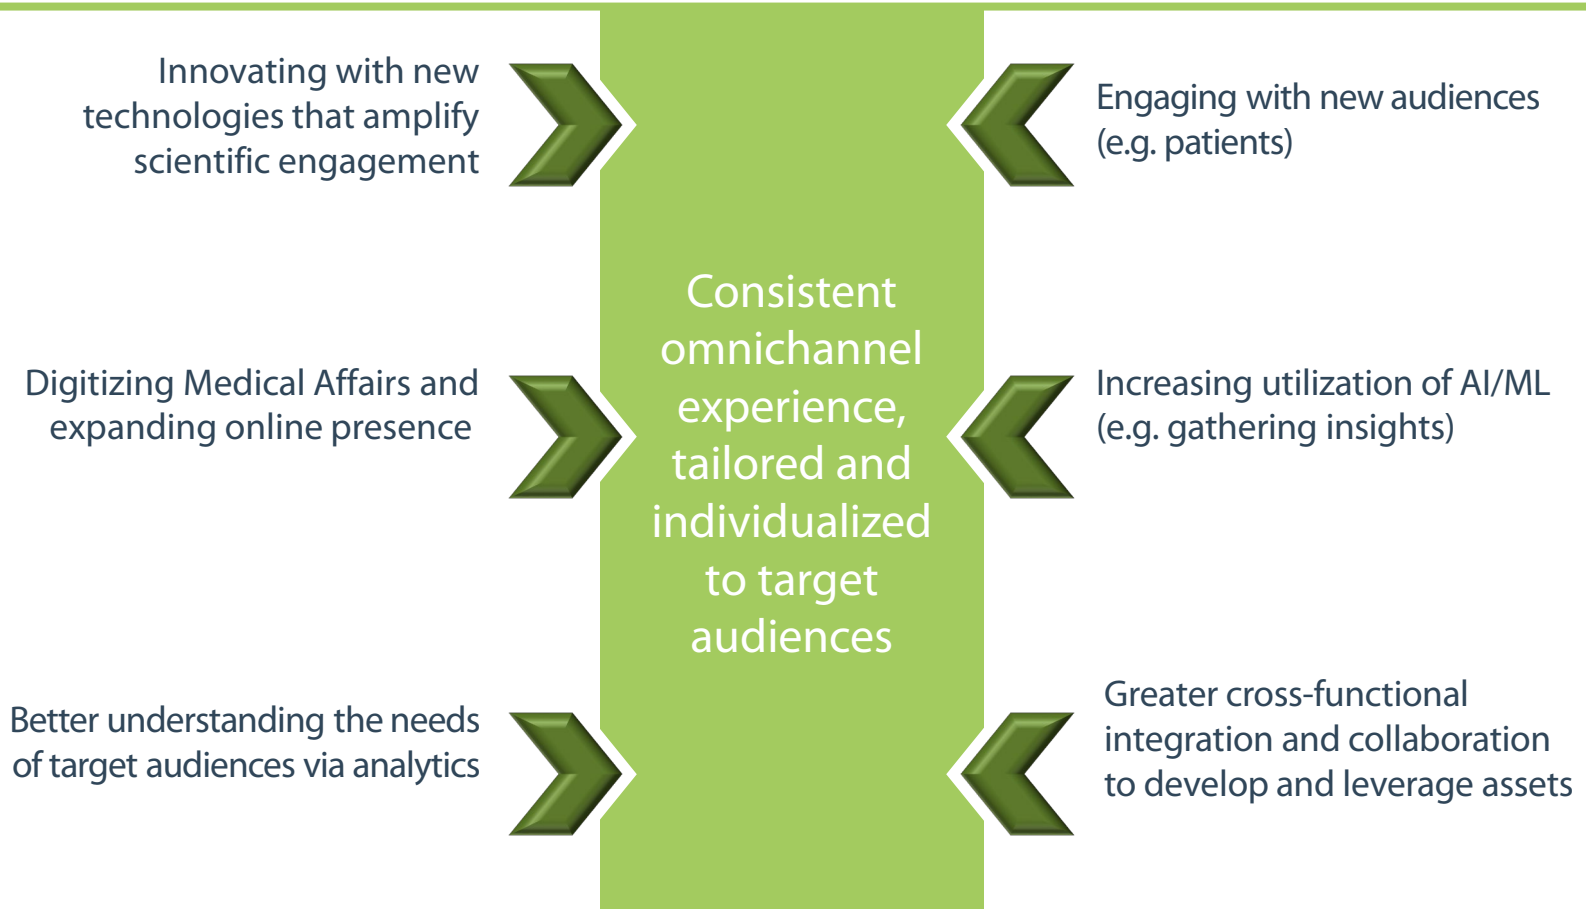 Innovating with new
technologies that amplify
scientific engagement
Digitizing Medical Affairs and
expanding online presence
Better understanding the needs
of target audiences via analytics
Consistent
omnichannel
experience,
tailored and
individualized
to target
audiences
Engaging with new audiences
(e.g. patients)
Increasing utilization of AI/ML
(e.g. gathering insights)
Greater cross-functional
integration and collaboration
to develop and leverage assets